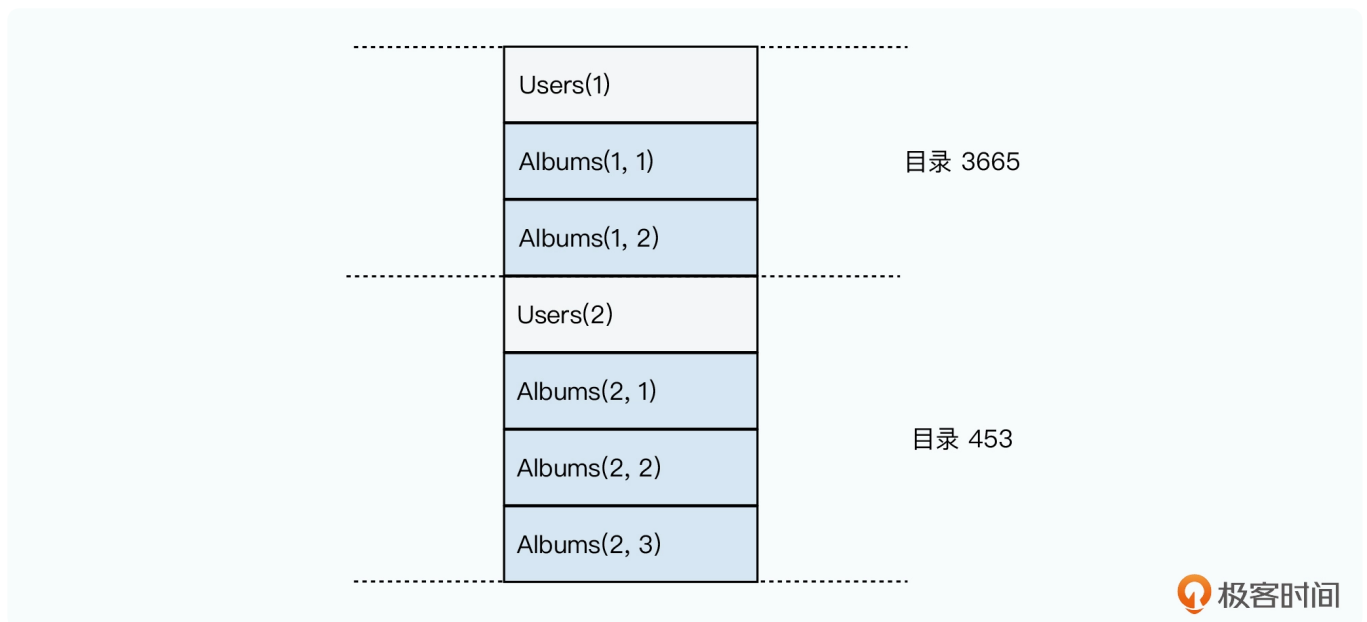 Users(1)
Albums(1, 1)
目录 3665
Albums(1, 2)
Users(2)
Albums(2, 1)
目录 453
Albums(2, 2)
Albums(2, 3)
极客时间